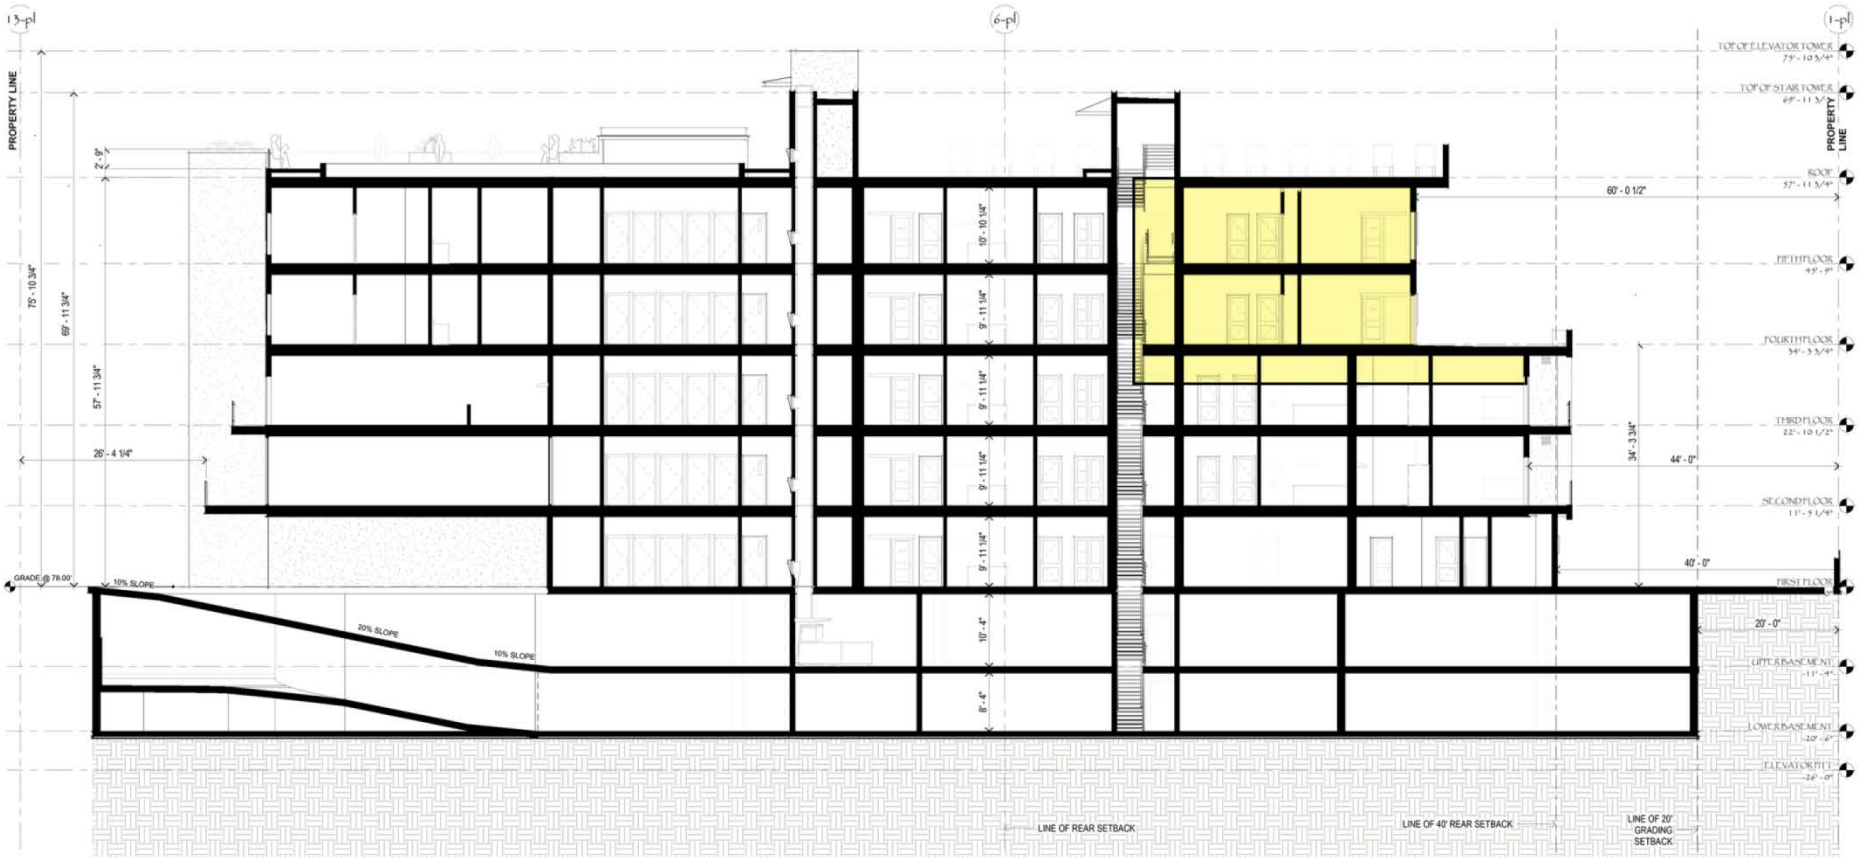 13-pl
6-pl
1-pl
TOP OF ELEVATOR TOWER
75' - 10 3/4"
TOP OF STAIR TOWER
69' - 11 3/4"
PROPERTY LINE
PROPERTY
LINE
2' - 9"
ROOF
57' - 11 3/4"
60' - 0 1/2"
10' - 10 1/4"
75' - 10 3/4"
69' - 11 3/4"
57' - 11 3/4"
FIFTH FLOOR
45' - 9"
9' - 11 1/4"
FOURTH FLOOR
34' - 3 3/4"
9' - 11 1/4"
THIRD FLOOR
22' - 10 1/2"
34' - 3 3/4"
26' - 4 1/4"
9' - 11 1/4"
44' - 0"
SECOND FLOOR
11' - 5 1/4"
9' - 11 1/4"
40' - 0"
GRADE @ 78.00'
10% SLOPE
FIRST FLOOR
20% SLOPE
10' - 4"
20' - 0"
10% SLOPE
UPPER BASEMENT
-11' - 4"
8' - 4"
LOWER BASEMENT
-20' - 6"
ELEVATOR PIT
-26' - 0"
LINE OF REAR SETBACK
LINE OF 40' REAR SETBACK
LINE OF 20'
GRADING
SETBACK